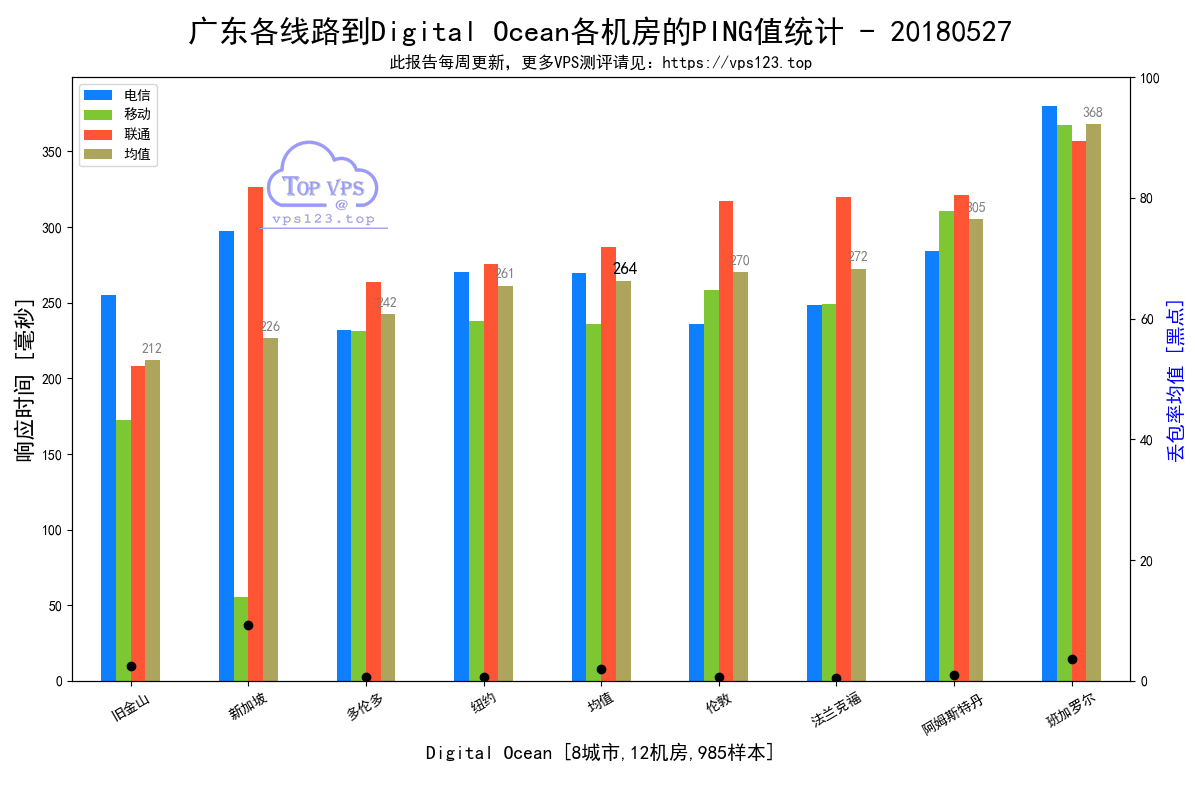 广东各线路到Digital Ocean各机房的PING值统计 - 20180527
此报告每周更新，更多VPS测评请见：https://vps123.top
电信
移动
联通
均值
TOP VPS
@
vps123.top
响应时间 [毫秒]
350
300
250
200
150
100
50
0
212
226
242
261
264
270
272
305
368
100
80
60
40
20
0
丢包率均值 [黑点]
旧金山
新加坡
多伦多
纽约
均值
伦敦
法兰克福
阿姆斯特丹
班加罗尔
Digital Ocean [8城市,12机房,985样本]